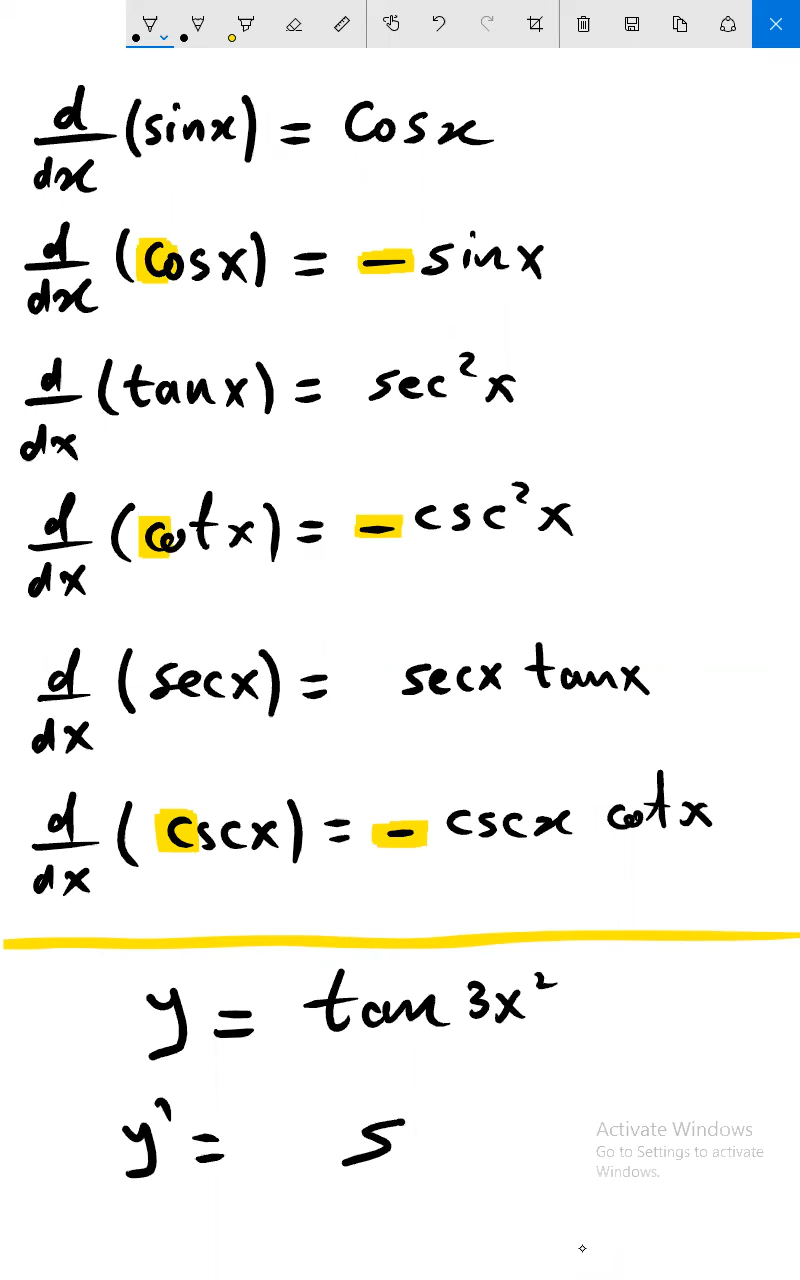 d/dx (sinx) = Cosx
d/dx (cosx) = -sinx
d/dx (tanx) = sec²x
d/dx (cotx) = -csc²x
d/dx (secx) = secx tanx
d/dx (cscx) = -cscx cotx
y = tan 3x²
y' = s
Activate Windows
Go to Settings to activate
Windows.